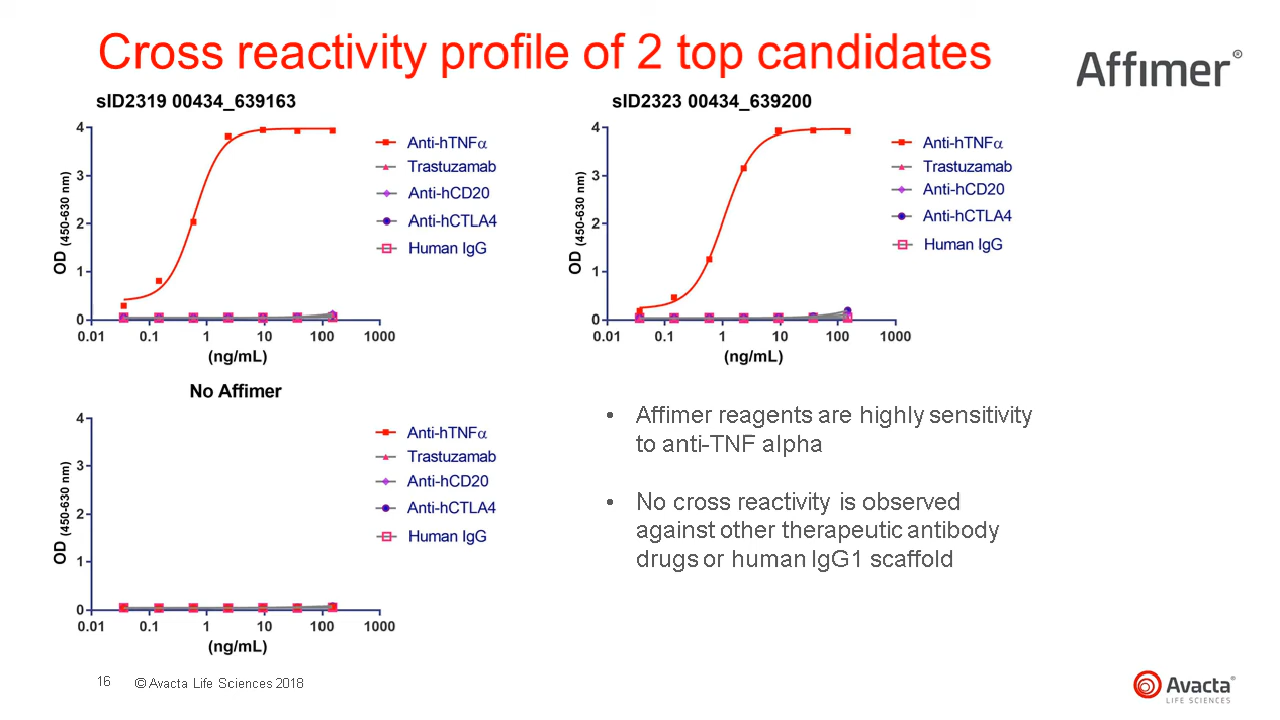 Cross reactivity profile of 2 top candidates
Affimer®
sID2319 00434_639163
4
3
2
1
0
OD (450-630 nm)
0.01 0.1 1 10 100 1000
(ng/mL)
Anti-hTNFα
Trastuzamab
Anti-hCD20
Anti-hCTLA4
Human IgG
sID2323 00434_639200
4
3
2
1
0
OD (450-630 nm)
0.01 0.1 1 10 100 1000
(ng/mL)
Anti-hTNFα
Trastuzamab
Anti-hCD20
Anti-hCTLA4
Human IgG
No Affimer
4
3
2
1
0
OD (450-630 nm)
0.01 0.1 1 10 100 1000
(ng/mL)
Anti-hTNFα
Trastuzamab
Anti-hCD20
Anti-hCTLA4
Human IgG
• Affimer reagents are highly sensitivity
to anti-TNF alpha
• No cross reactivity is observed
against other therapeutic antibody
drugs or human IgG1 scaffold
16 © Avacta Life Sciences 2018
Avacta®
LIFE SCIENCES